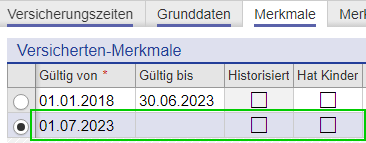 Versicherungszeiten Grunddaten Merkmale
Versicherten-Merkmale
Gültig von * Gültig bis Historisiert Hat Kinder
01.01.2018 30.06.2023
01.07.2023